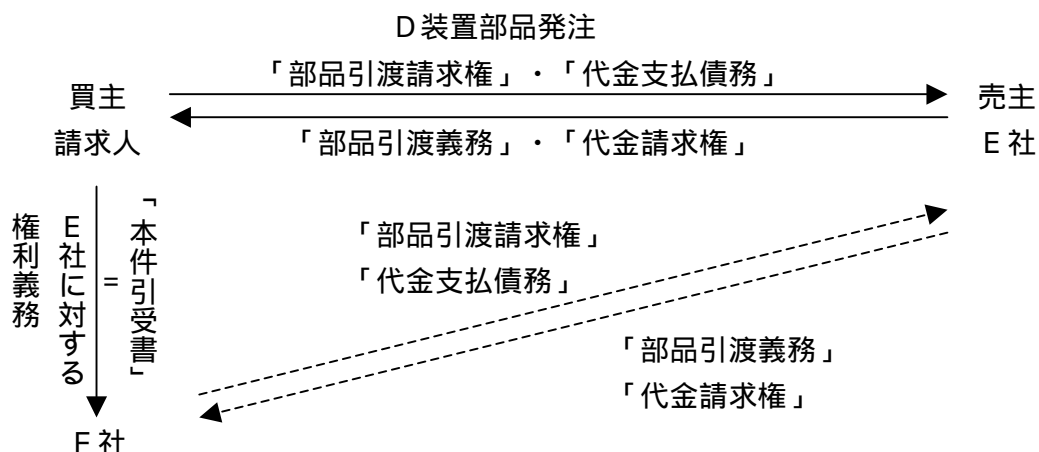 D装置部品発注
「部品引渡請求権」・「代金支払債務」
買主
請求人
売主
E社
「部品引渡義務」・「代金請求権」
「本件引受書」
=
E社に対する
権利義務
「部品引渡請求権」
「代金支払債務」
「部品引渡義務」
「代金請求権」
F社